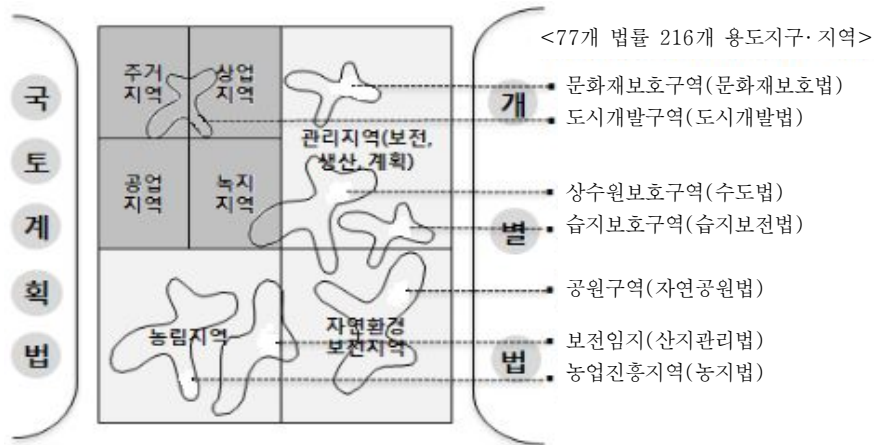 <77개 법률 216개 용도지구·지역>
국토계획법
주거
지역
상업
지역
공업
지역
녹지
지역
관리지역(보전,
생산, 계획)
농림지역
자연환경
보전지역
개별법
▪ 문화재보호구역(문화재보호법)
▪ 도시개발구역(도시개발법)
▪ 상수원보호구역(수도법)
▪ 습지보호구역(습지보전법)
▪ 공원구역(자연공원법)
▪ 보전임지(산지관리법)
▪ 농업진흥지역(농지법)